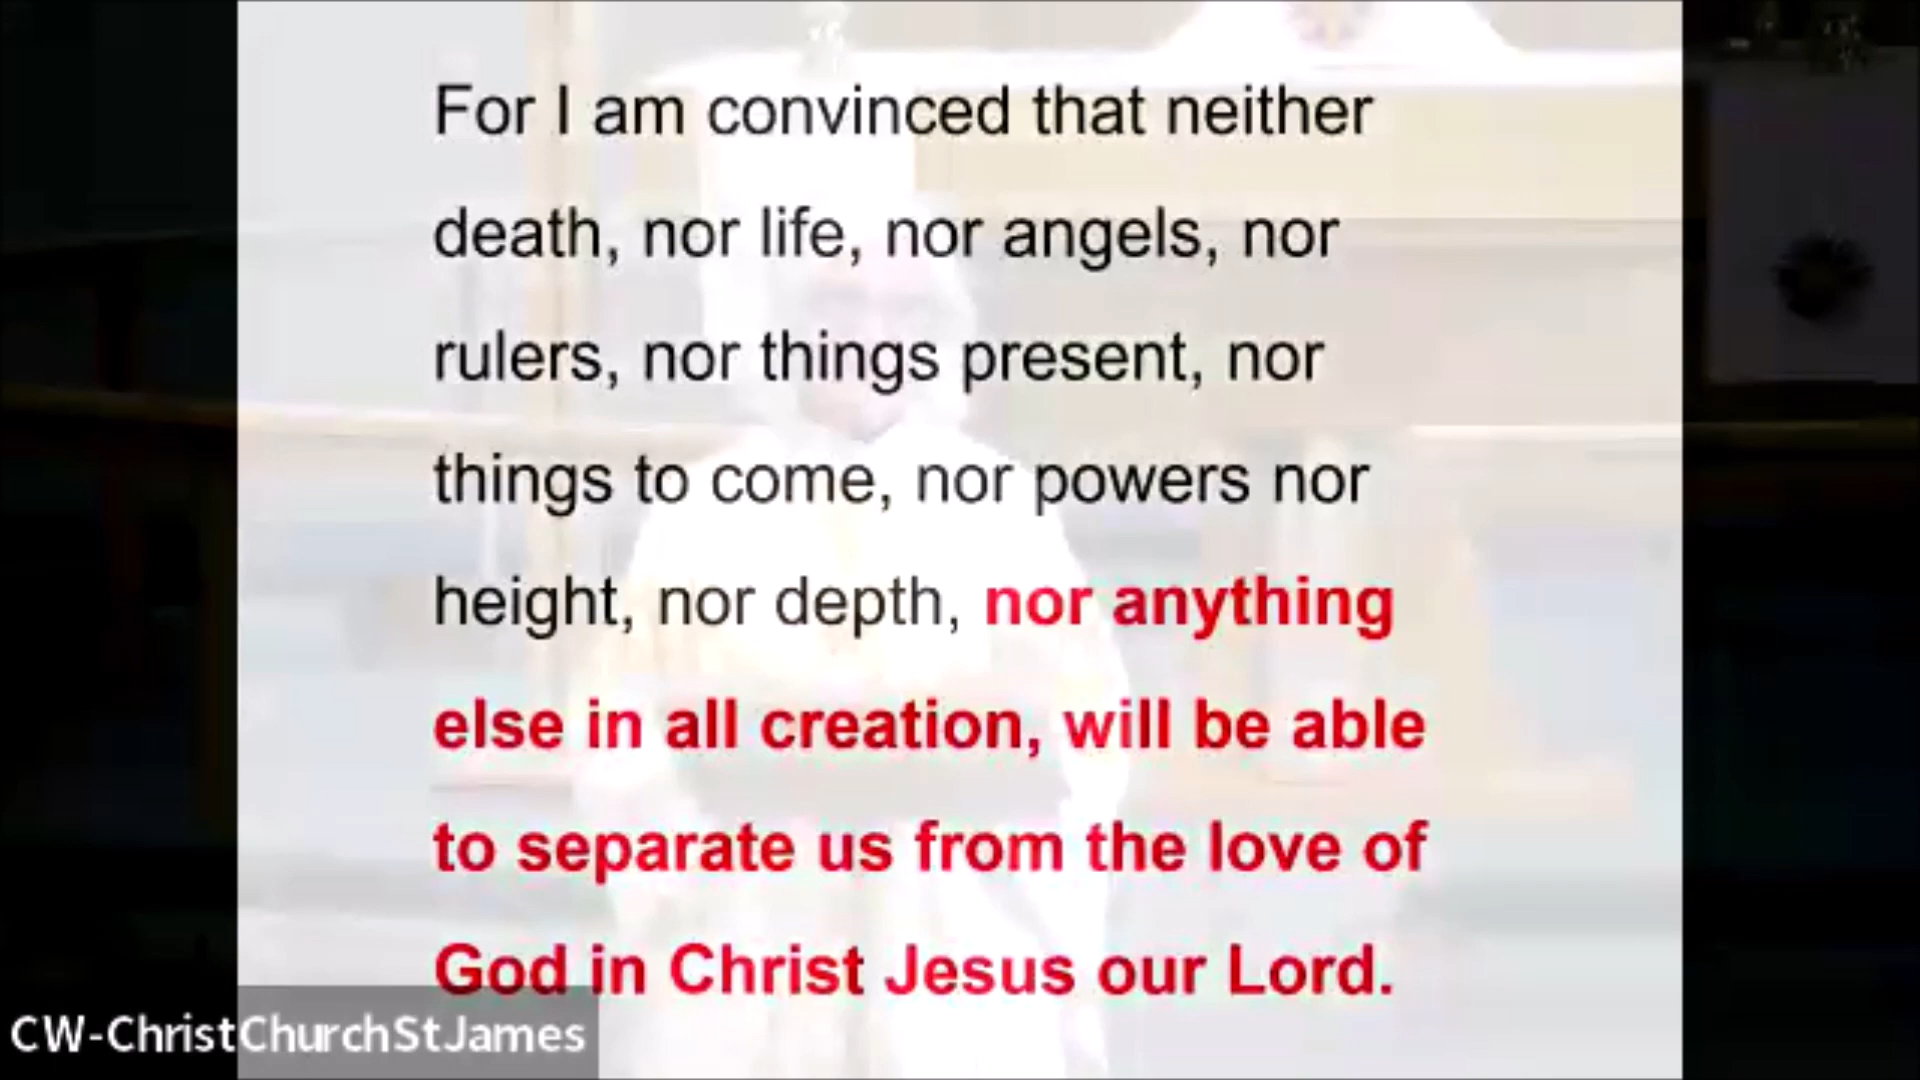 For I am convinced that neither
death, nor life, nor angels, nor
rulers, nor things present, nor
things to come, nor powers nor
height, nor depth, nor anything
else in all creation, will be able
to separate us from the love of
God in Christ Jesus our Lord.
CW-ChristChurchStJames